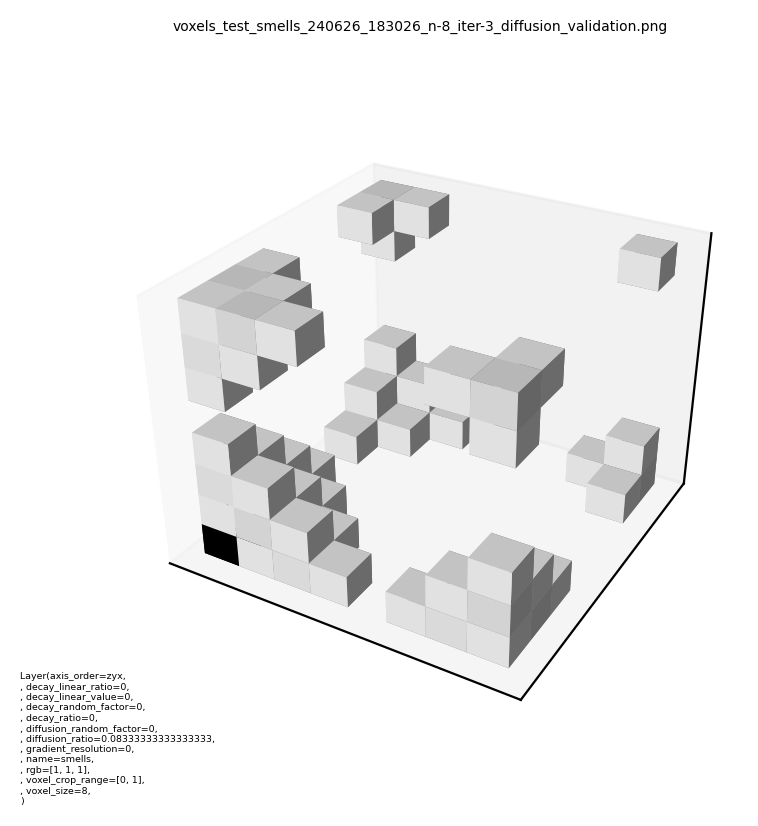 voxels_test_smells_240626_183026_n-8_iter-3_diffusion_validation.png
Layer(axis_order=zyx,
, decay_linear_ratio=0,
, decay_linear_value=0,
, decay_random_factor=0,
, decay_ratio=0,
, diffusion_random_factor=0,
, diffusion_ratio=0.08333333333333333,
, gradient_resolution=0,
, name=smells,
, rgb=[1, 1, 1],
, voxel_crop_range=[0, 1],
, voxel_size=8,
)